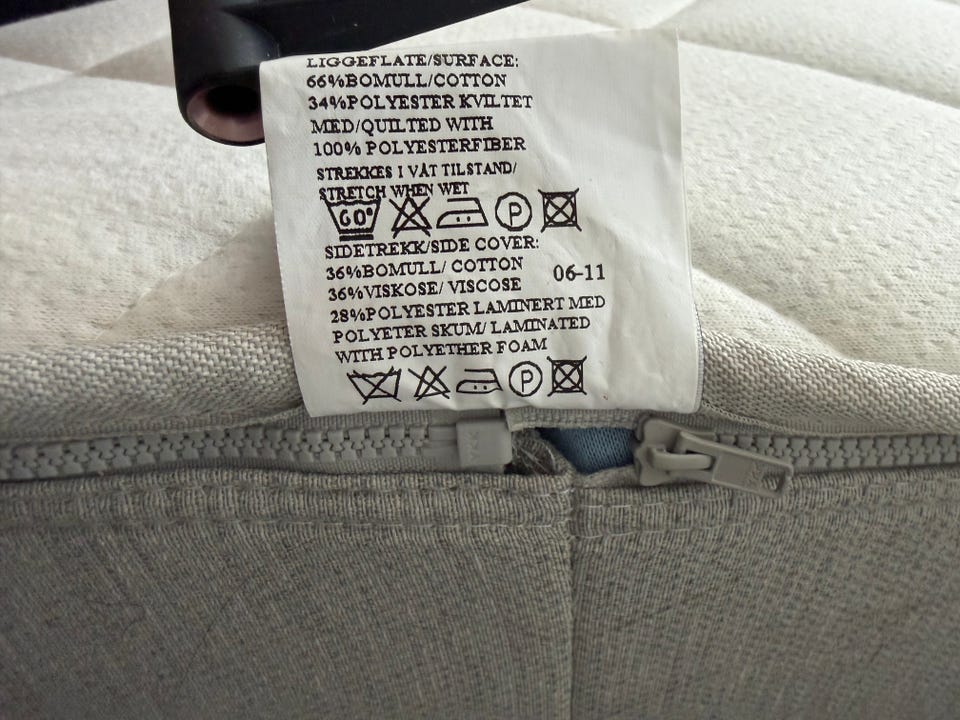 LIGGEFLATE/SURFACE:
66%BOMULL/COTTON
34%POLYESTER KVILTET
MED/QUILTED WITH
100% POLYESTERFIBER
STREKKES I VÅT TILSTAND/
STRETCH WHEN WET
60° P
SIDETREKK/SIDE COVER:
36%BOMULL/ COTTON
36%VISKOSE/ VISCOSE
06-11
28%POLYESTER LAMINERT MED
POLYETER SKUM/ LAMINATED
WITH POLYETHER FOAM
P
YKK